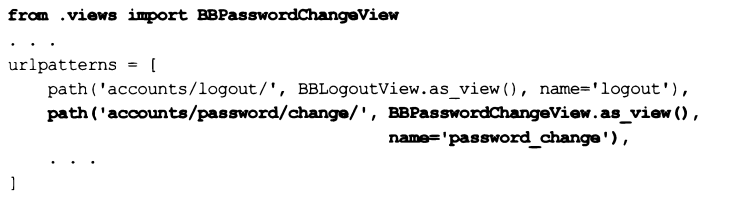 from .views import BBPasswordChangeView
. . .
urlpatterns = [
    path('accounts/logout/', BBLogoutView.as_view(), name='logout'),
    path('accounts/password/change/', BBPasswordChangeView.as_view(),
                                      name='password_change'),
    . . .
]